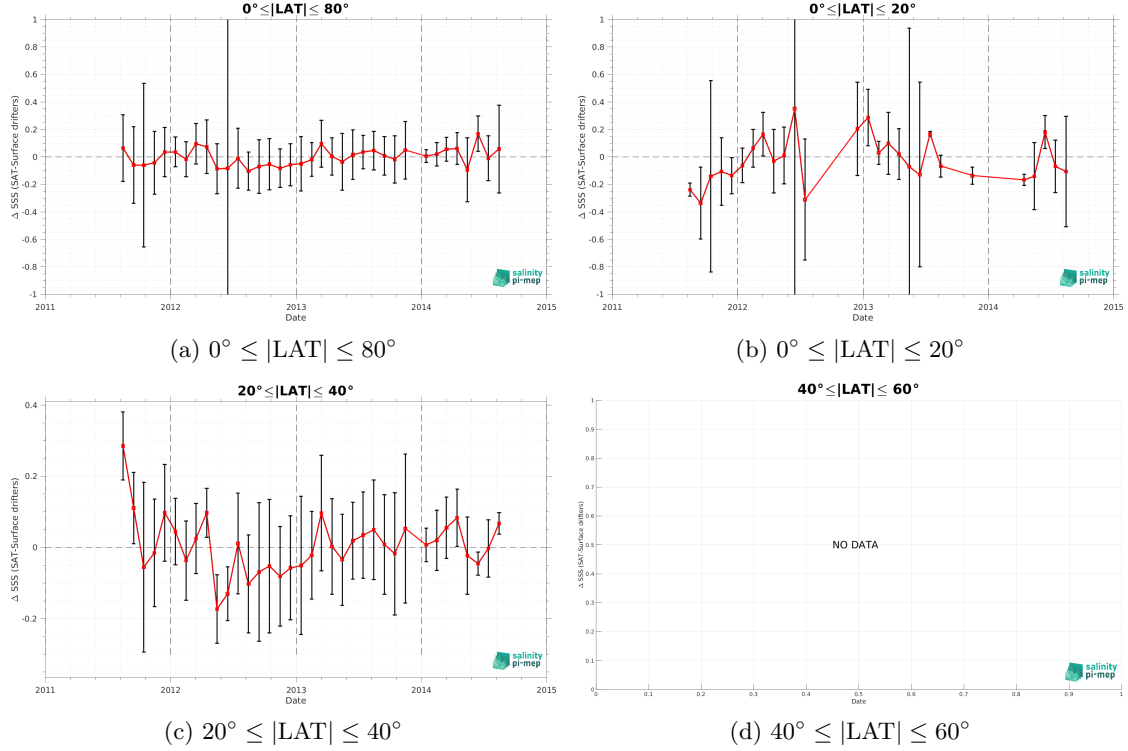 0°≤|LAT|≤ 80°
Δ SSS (SAT-Surface drifters)
1
0.8
0.6
0.4
0.2
0
-0.2
-0.4
-0.6
-0.8
-1
2011
2012
2013
2014
2015
Date
salinity
pi-mep
(a) 0° ≤ |LAT| ≤ 80°
0°≤|LAT|≤ 20°
Δ SSS (SAT-Surface drifters)
1
0.8
0.6
0.4
0.2
0
-0.2
-0.4
-0.6
-0.8
-1
2011
2012
2013
2014
2015
Date
salinity
pi-mep
(b) 0° ≤ |LAT| ≤ 20°
20°≤|LAT|≤ 40°
Δ SSS (SAT-Surface drifters)
0.4
0.2
0
-0.2
2011
2012
2013
2014
2015
Date
salinity
pi-mep
(c) 20° ≤ |LAT| ≤ 40°
40°≤|LAT|≤ 60°
Δ SSS (SAT-Surface drifters)
1
0.9
0.8
0.7
0.6
0.5
0.4
0.3
0.2
0.1
0
NO DATA
0
0.1
0.2
0.3
0.4
0.5
0.6
0.7
0.8
0.9
1
Date
salinity
pi-mep
(d) 40° ≤ |LAT| ≤ 60°